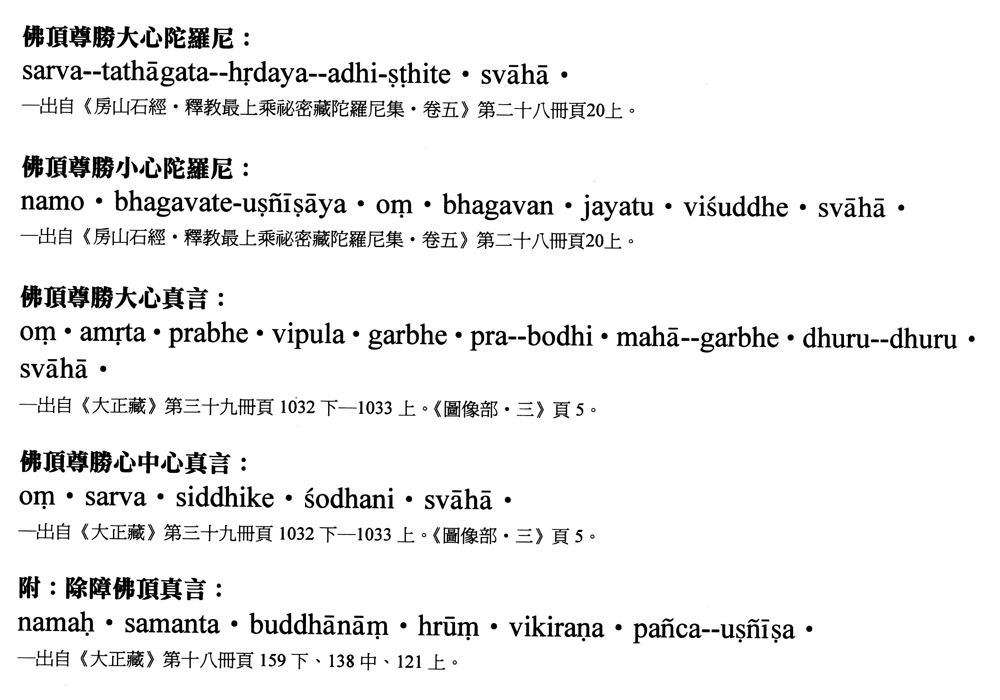 佛頂尊勝大心陀羅尼：
sarva--tathāgata--hṛdaya--adhi-ṣṭhite・svāhā・
—出自《房山石經・釋教最上乘祕密藏陀羅尼集・卷五》第二十八冊頁20上。
佛頂尊勝小心陀羅尼：
namo・bhagavate-uṣñīṣāya・oṃ・bhagavan・jayatu・viśuddhe・svāhā・
—出自《房山石經・釋教最上乘祕密藏陀羅尼集・卷五》第二十八冊頁20上。
佛頂尊勝大心真言：
oṃ・amṛta・prabhe・vipula・garbhe・pra--bodhi・mahā--garbhe・dhuru--dhuru・
svāhā・
—出自《大正藏》第三十九冊頁 1032 下—1033 上。《圖像部・三》頁 5。
佛頂尊勝心中心真言：
oṃ・sarva・siddhike・śodhani・svāhā・
—出自《大正藏》第三十九冊頁 1032 下—1033 上。《圖像部・三》頁 5。
附：除障佛頂真言：
namaḥ・samanta・buddhānāṃ・hrūṃ・vikiraṇa・pañca--uṣñīṣa・
—出自《大正藏》第十八冊頁 159 下、138 中、121 上。